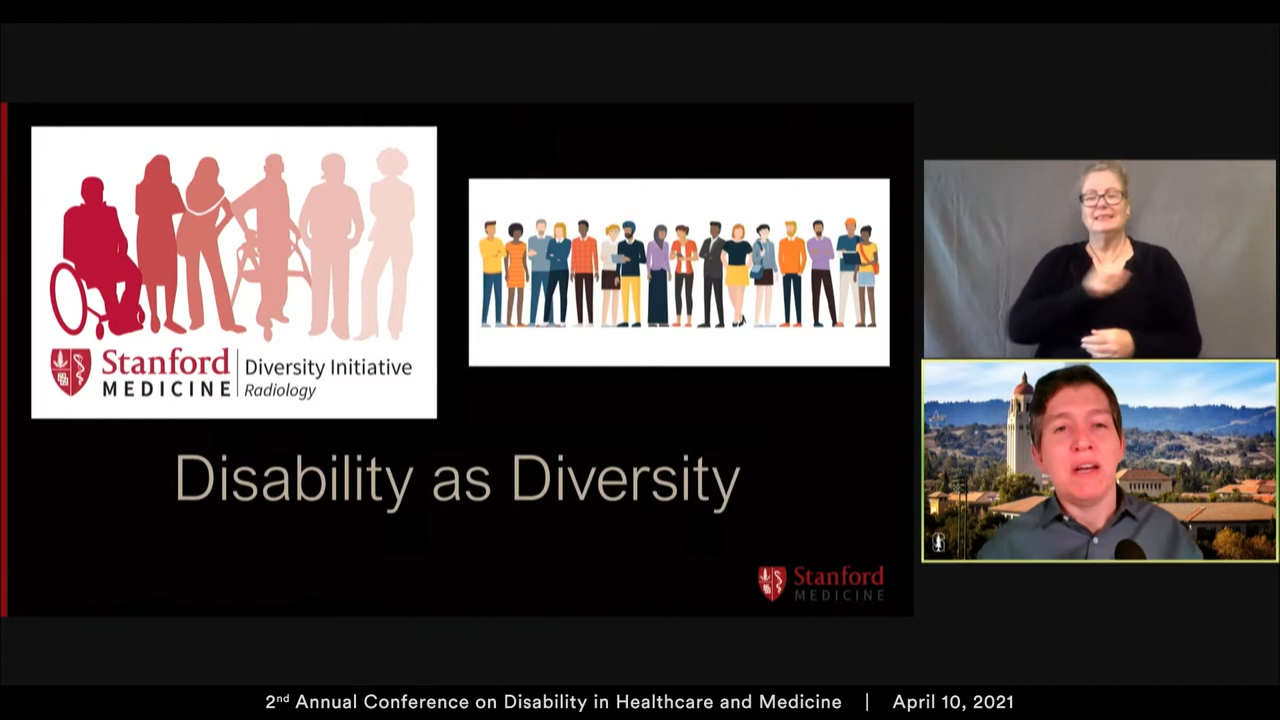 Stanford
MEDICINE
Diversity Initiative
Radiology
Disability as Diversity
Stanford
MEDICINE
2nd Annual Conference on Disability in Healthcare and Medicine | April 10, 2021